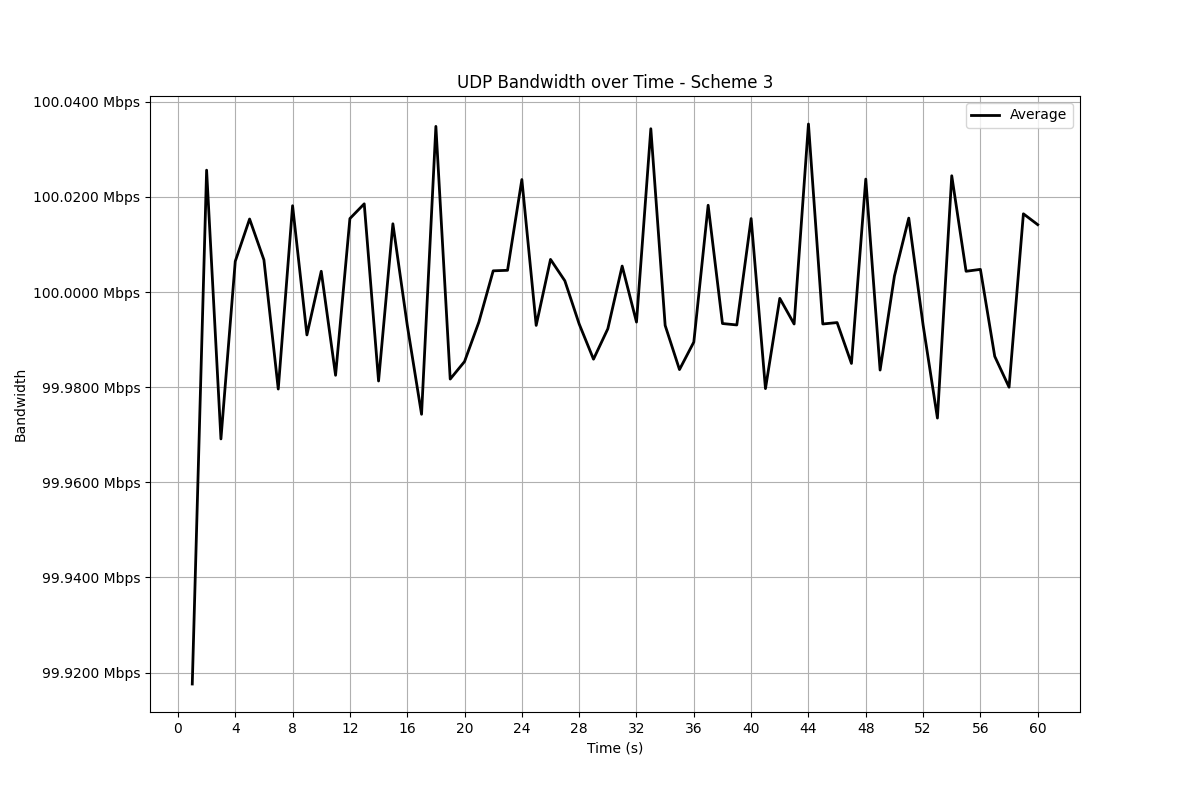 UDP Bandwidth over Time - Scheme 3
Average
100.0400 Mbps
100.0200 Mbps
100.0000 Mbps
99.9800 Mbps
99.9600 Mbps
99.9400 Mbps
99.9200 Mbps
Bandwidth
0 4 8 12 16 20 24 28 32 36 40 44 48 52 56 60
Time (s)